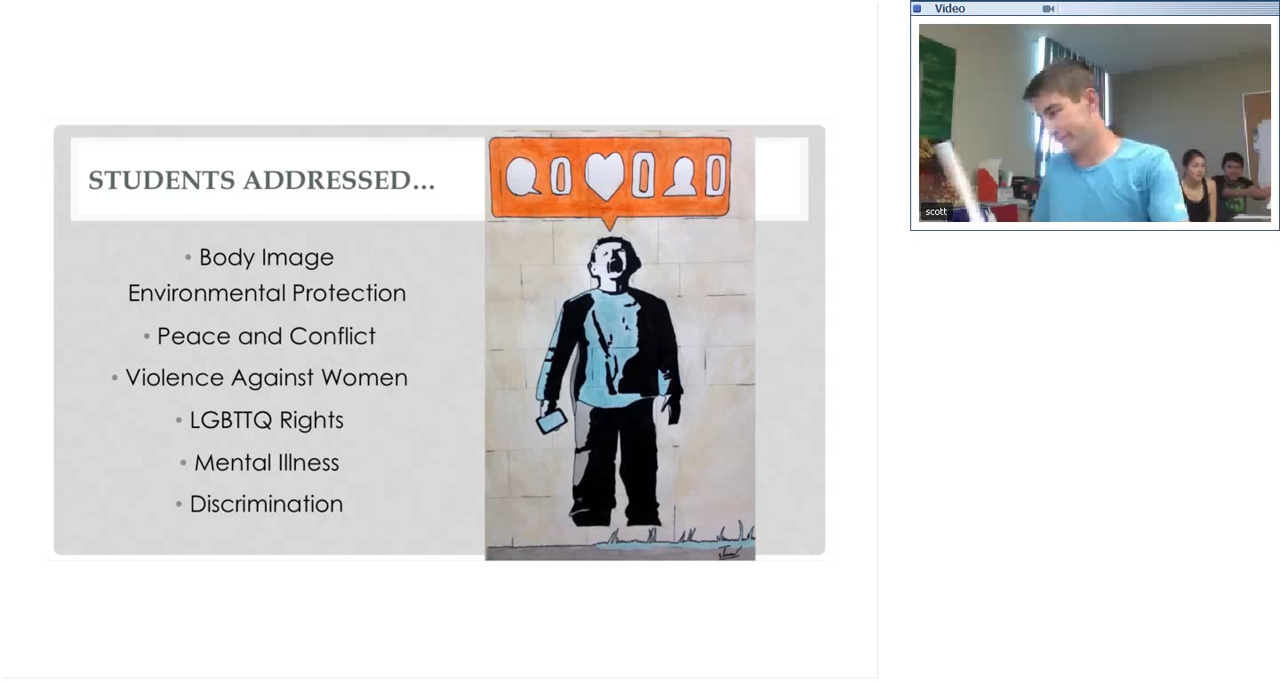 Video
STUDENTS ADDRESSED...
0 0 0
• Body Image
Environmental Protection
• Peace and Conflict
• Violence Against Women
• LGBTTQ Rights
• Mental Illness
• Discrimination
scott